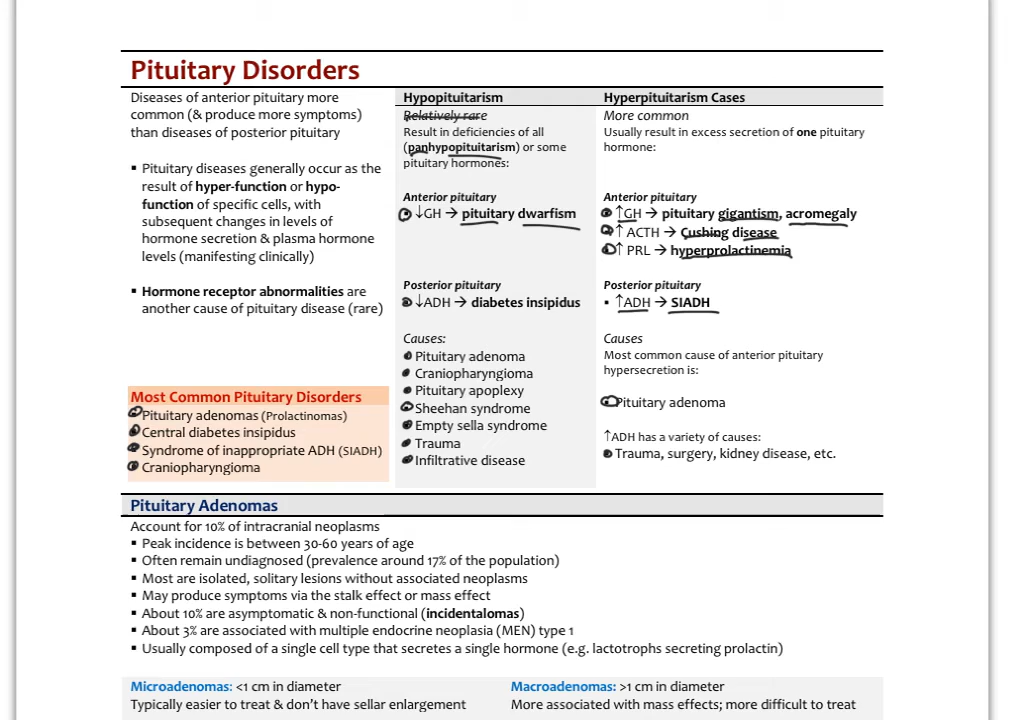 Pituitary Disorders
Diseases of anterior pituitary more
common (& produce more symptoms)
than diseases of posterior pituitary
▪ Pituitary diseases generally occur as the
result of hyper-function or hypo-
function of specific cells, with
subsequent changes in levels of
hormone secretion & plasma hormone
levels (manifesting clinically)
▪ Hormone receptor abnormalities are
another cause of pituitary disease (rare)
Most Common Pituitary Disorders
Pituitary adenomas (Prolactinomas)
Central diabetes insipidus
Syndrome of inappropriate ADH (SIADH)
Craniopharyngioma
Hypopituitarism
Relatively rare
Result in deficiencies of all
(panhypopituitarism) or some
pituitary hormones:
Anterior pituitary
↓GH → pituitary dwarfism
Posterior pituitary
↓ADH → diabetes insipidus
Causes:
Pituitary adenoma
Craniopharyngioma
Pituitary apoplexy
Sheehan syndrome
Empty sella syndrome
Trauma
Infiltrative disease
Hyperpituitarism Cases
More common
Usually result in excess secretion of one pituitary
hormone:
Anterior pituitary
↑GH → pituitary gigantism, acromegaly
↑ ACTH → Cushing disease
↑ PRL → hyperprolactinemia
Posterior pituitary
▪ ↑ADH → SIADH
Causes
Most common cause of anterior pituitary
hypersecretion is:
Pituitary adenoma
↑ADH has a variety of causes:
Trauma, surgery, kidney disease, etc.
Pituitary Adenomas
Account for 10% of intracranial neoplasms
▪ Peak incidence is between 30-60 years of age
▪ Often remain undiagnosed (prevalence around 17% of the population)
▪ Most are isolated, solitary lesions without associated neoplasms
▪ May produce symptoms via the stalk effect or mass effect
▪ About 10% are asymptomatic & non-functional (incidentalomas)
▪ About 3% are associated with multiple endocrine neoplasia (MEN) type 1
▪ Usually composed of a single cell type that secretes a single hormone (e.g. lactotrophs secreting prolactin)
Microadenomas: <1 cm in diameter
Typically easier to treat & don't have sellar enlargement
Macroadenomas: >1 cm in diameter
More associated with mass effects; more difficult to treat